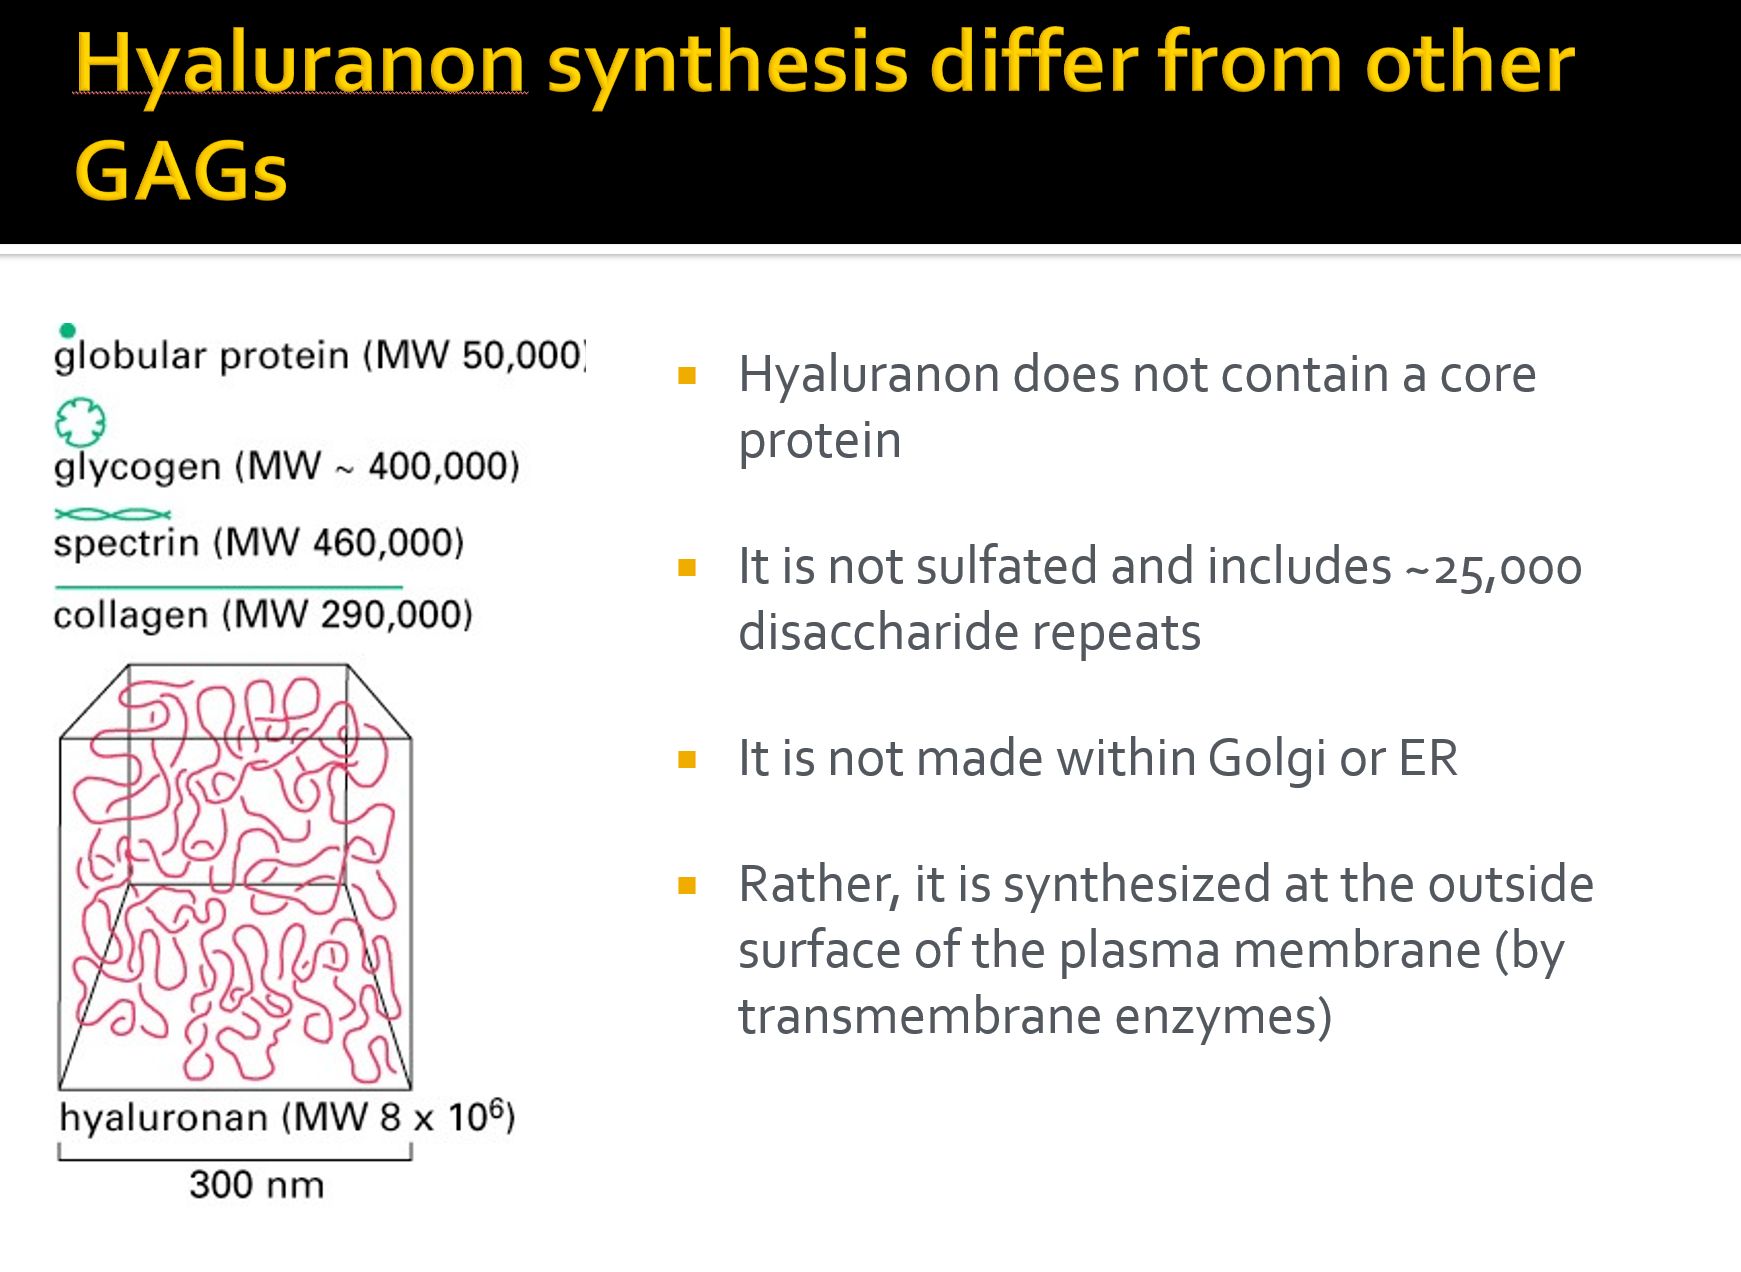 Hyaluranon synthesis differ from other
GAGs
globular protein (MW 50,000)
glycogen (MW ~ 400,000)
spectrin (MW 460,000)
collagen (MW 290,000)
hyaluronan (MW 8 x 10⁶)
300 nm
Hyaluranon does not contain a core
protein
It is not sulfated and includes ~25,000
disaccharide repeats
It is not made within Golgi or ER
Rather, it is synthesized at the outside
surface of the plasma membrane (by
transmembrane enzymes)